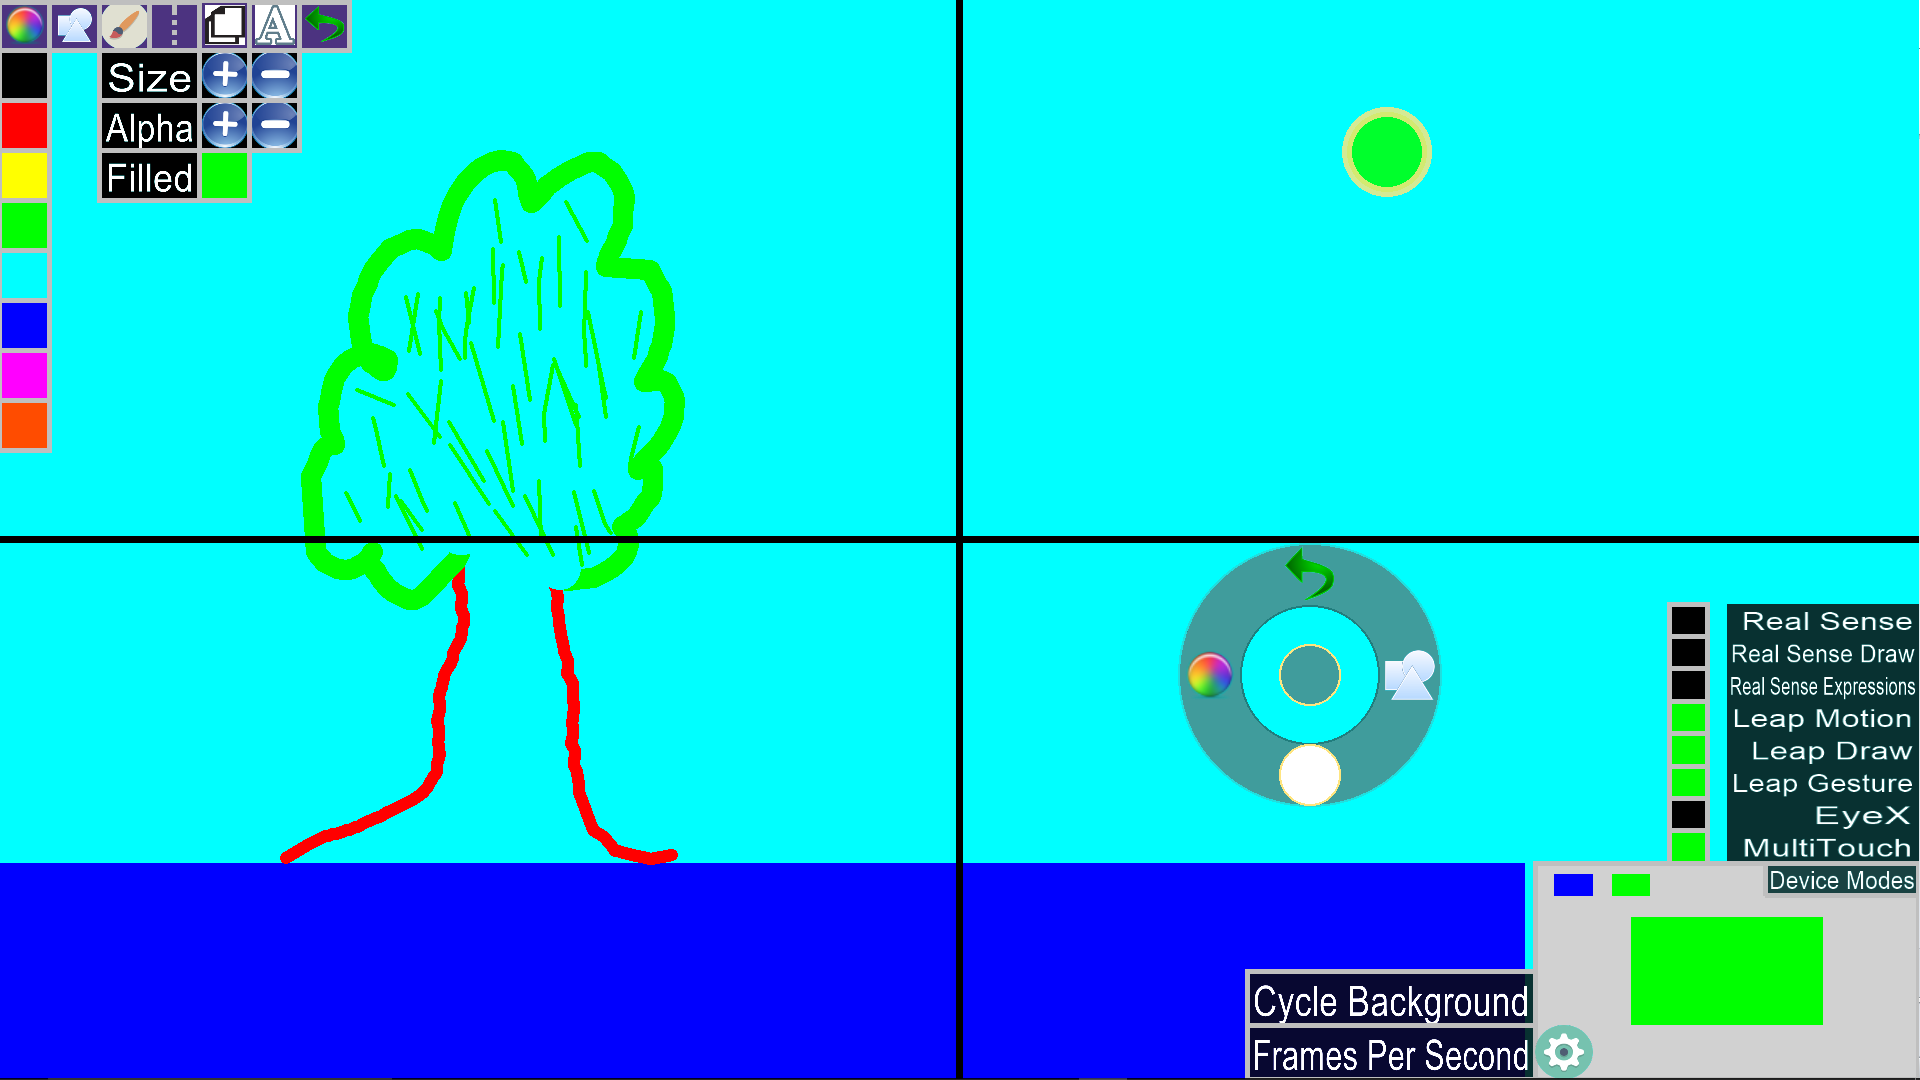 A
Size
Alpha
Filled
Real Sense
Real Sense Draw
Real Sense Expressions
Leap Motion
Leap Draw
Leap Gesture
EyeX
MultiTouch
Device Modes
Cycle Background
Frames Per Second